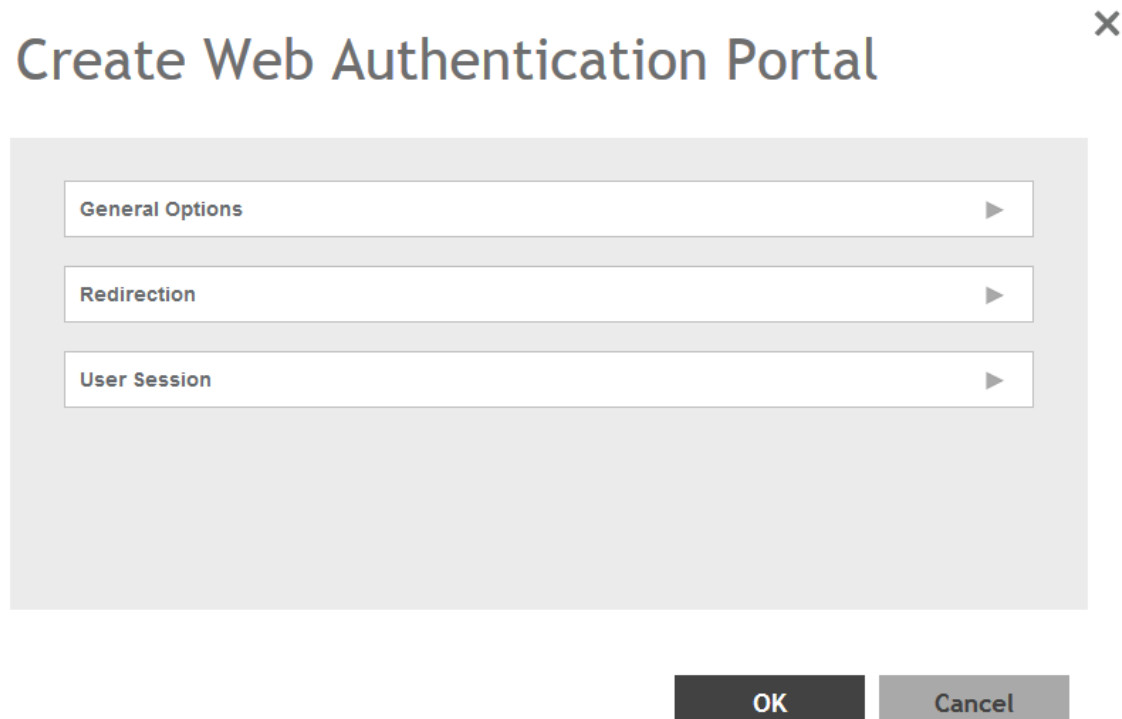 Create Web Authentication Portal
General Options
Redirection
User Session
OK
Cancel